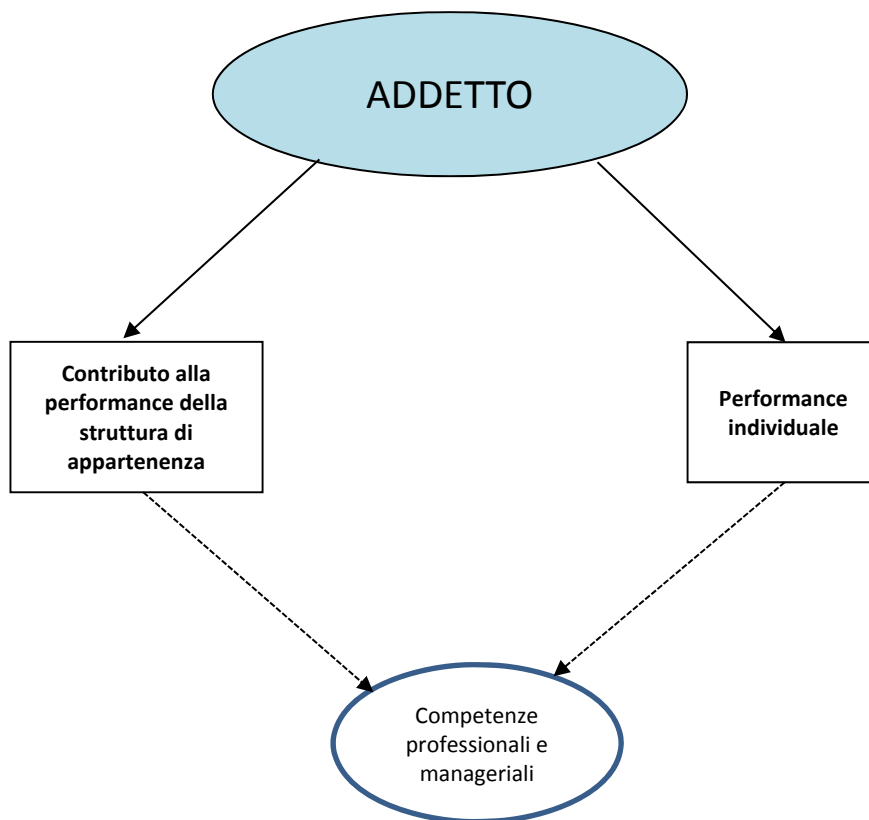 ADDETTO
Contributo alla
performance della
struttura di
appartenenza
Performance
individuale
Competenze
professionali e
manageriali